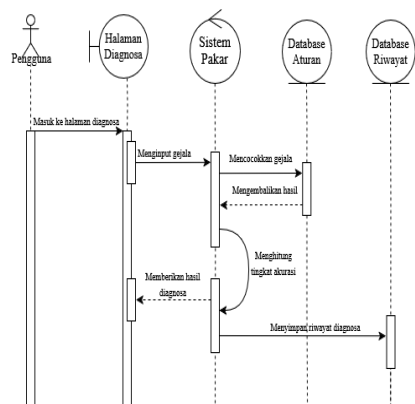 Pengguna
Halaman
Diagnosa
Sistem
Pakar
Database
Aturan
Database
Riwayat
Masuk ke halaman diagnosa
Menginput gejala
Mencocokkan gejala
Mengembalikan hasil
Menghitung
tingkat akurasi
Memberikan hasil
diagnosa
Menyimpan riwayat diagnosa